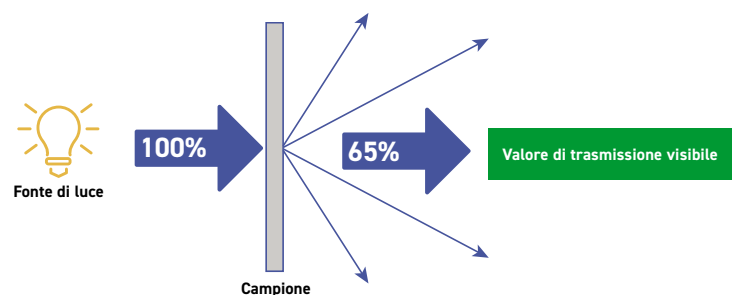 100%
65%
Valore di trasmissione visibile
Fonte di luce
Campione